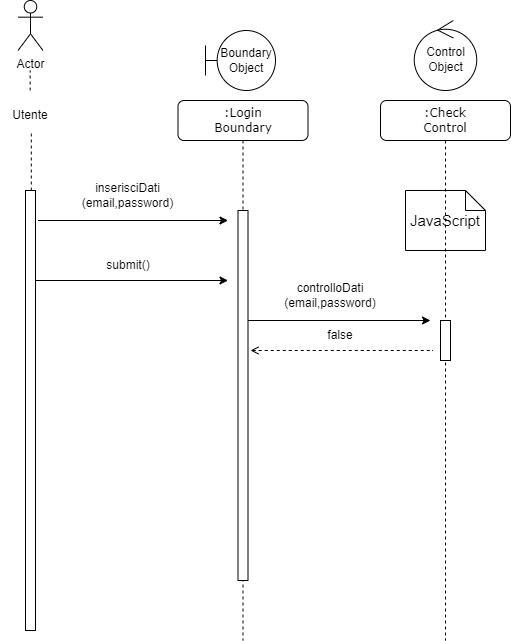 Actor
Boundary
Object
Control
Object
Utente
:Login
Boundary
:Check
Control
inserisciDati
(email,password)
JavaScript
submit()
controlloDati
(email,password)
false